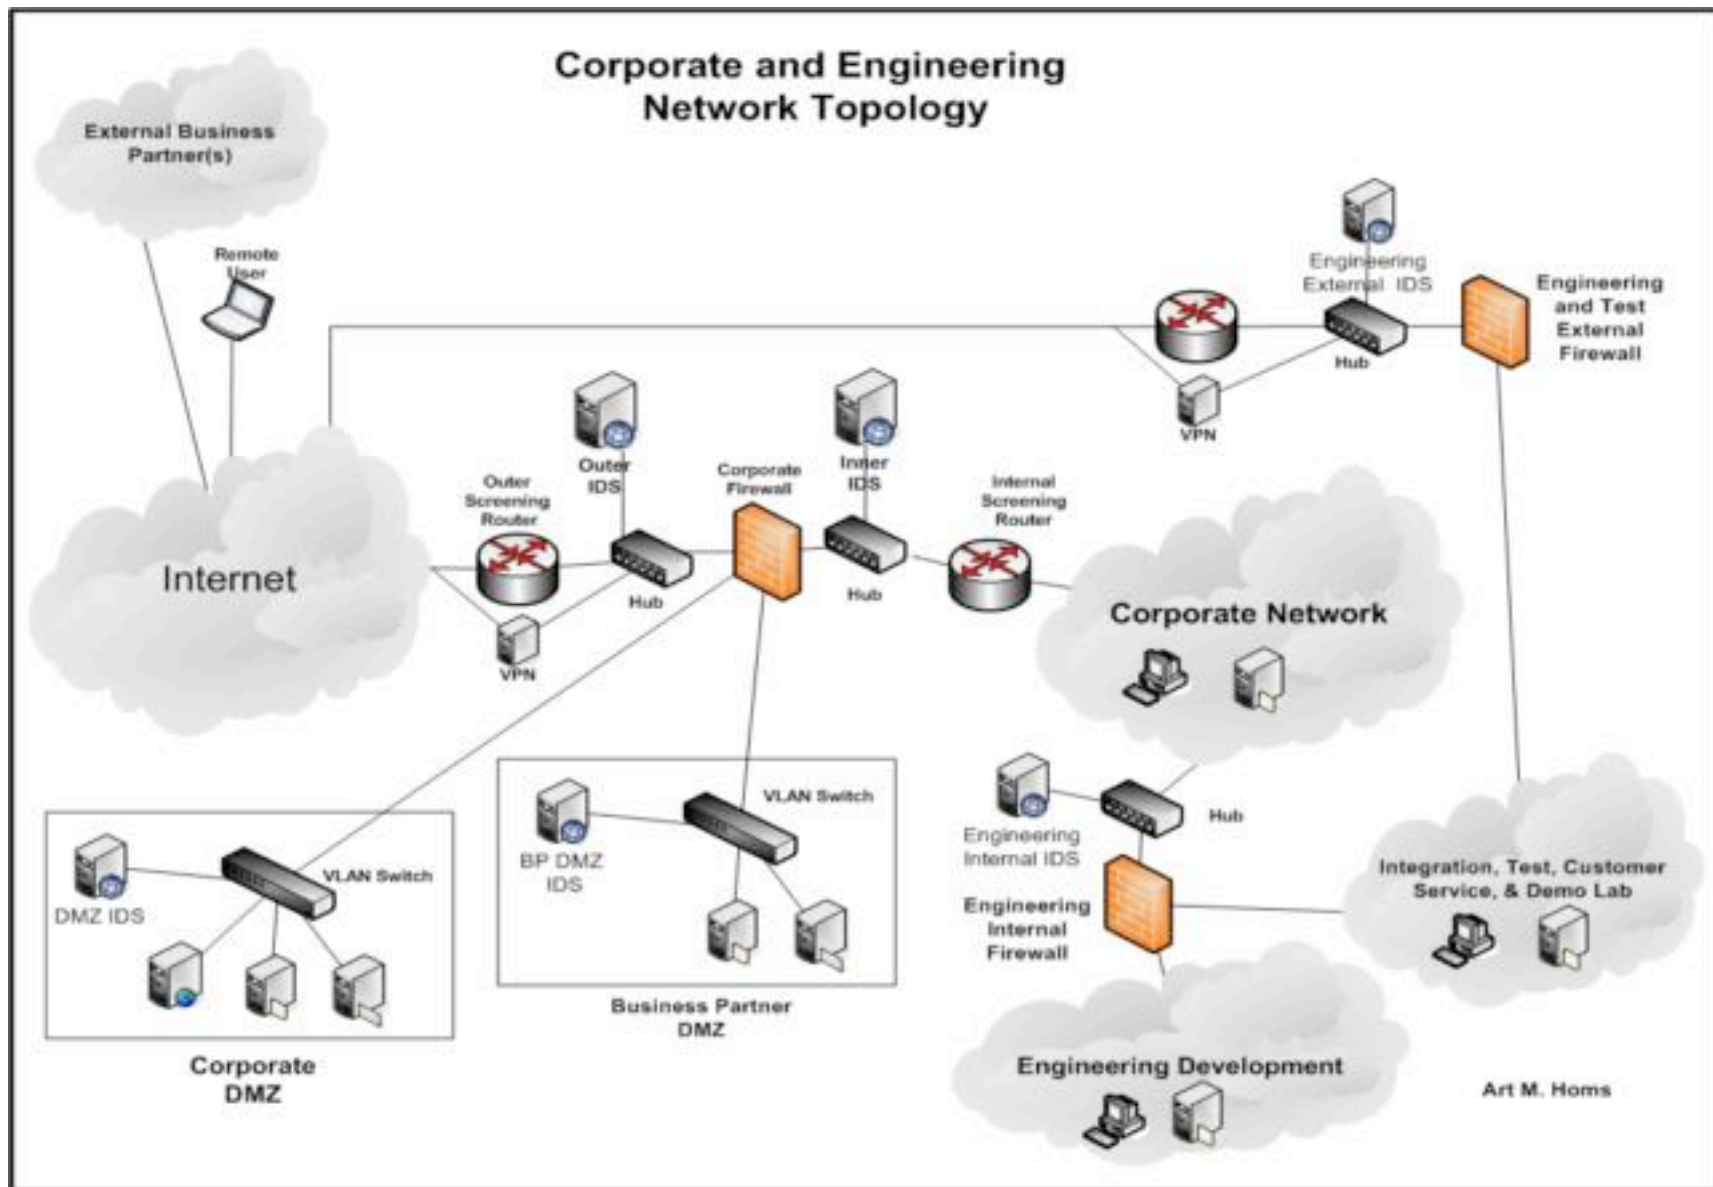 Corporate and Engineering
Network Topology
External Business
Partner(s)
Remote
User
Engineering
External IDS
Engineering
and Test
External
Firewall
Hub
VPN
Outer
IDS
Inner
IDS
Corporate
Firewall
Outer
Screening
Router
Internal
Screening
Router
Internet
Hub
Hub
VPN
Corporate Network
VLAN Switch
BP DMZ
IDS
Business Partner
DMZ
VLAN Switch
DMZ IDS
Corporate
DMZ
Hub
Engineering
Internal IDS
Engineering
Internal
Firewall
Integration, Test, Customer
Service, & Demo Lab
Engineering Development
Art M. Homs